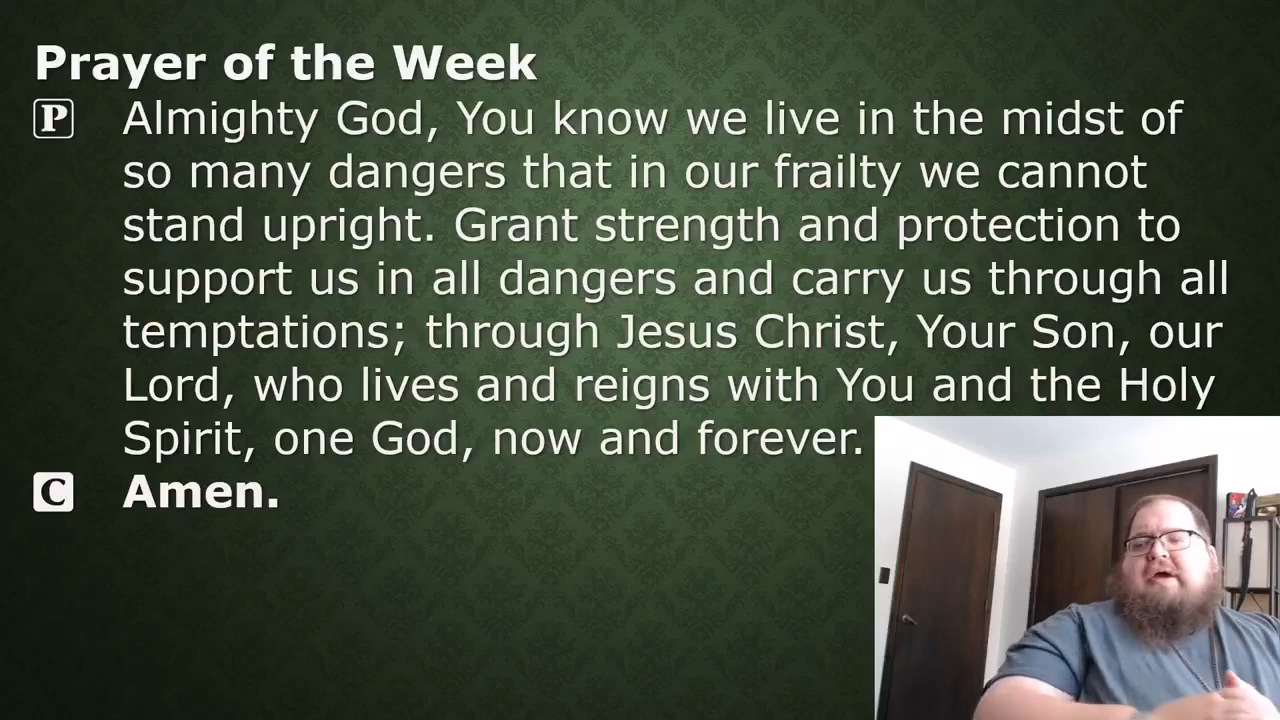 Prayer of the Week
P Almighty God, You know we live in the midst of
so many dangers that in our frailty we cannot
stand upright. Grant strength and protection to
support us in all dangers and carry us through all
temptations; through Jesus Christ, Your Son, our
Lord, who lives and reigns with You and the Holy
Spirit, one God, now and forever.
C Amen.